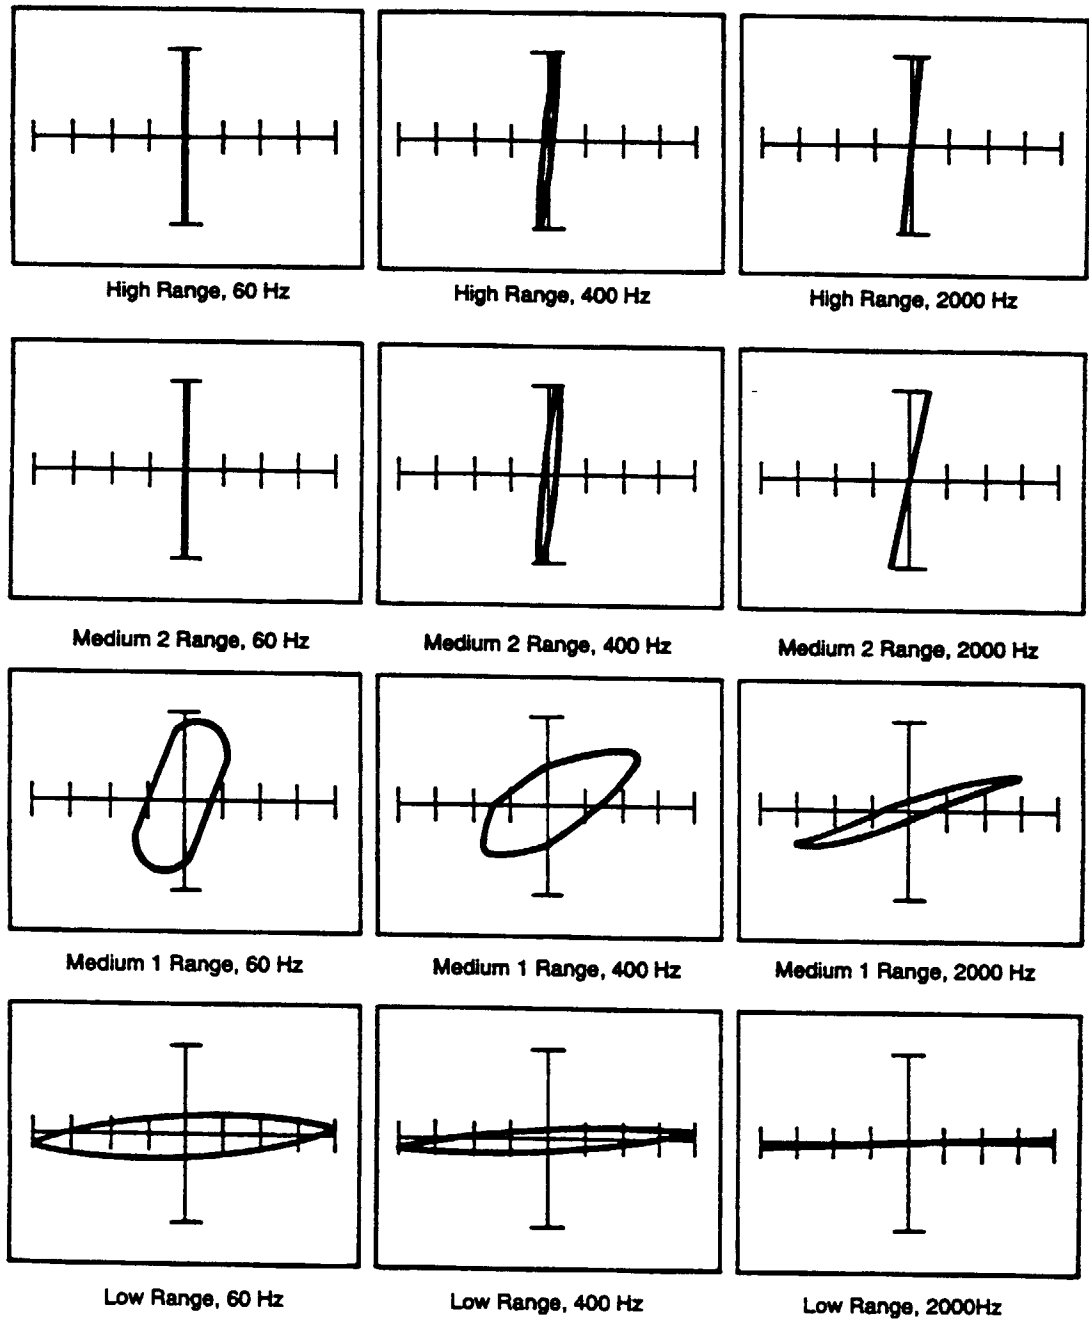 High Range, 60 Hz
High Range, 400 Hz
High Range, 2000 Hz
Medium 2 Range, 60 Hz
Medium 2 Range, 400 Hz
Medium 2 Range, 2000 Hz
Medium 1 Range, 60 Hz
Medium 1 Range, 400 Hz
Medium 1 Range, 2000 Hz
Low Range, 60 Hz
Low Range, 400 Hz
Low Range, 2000Hz